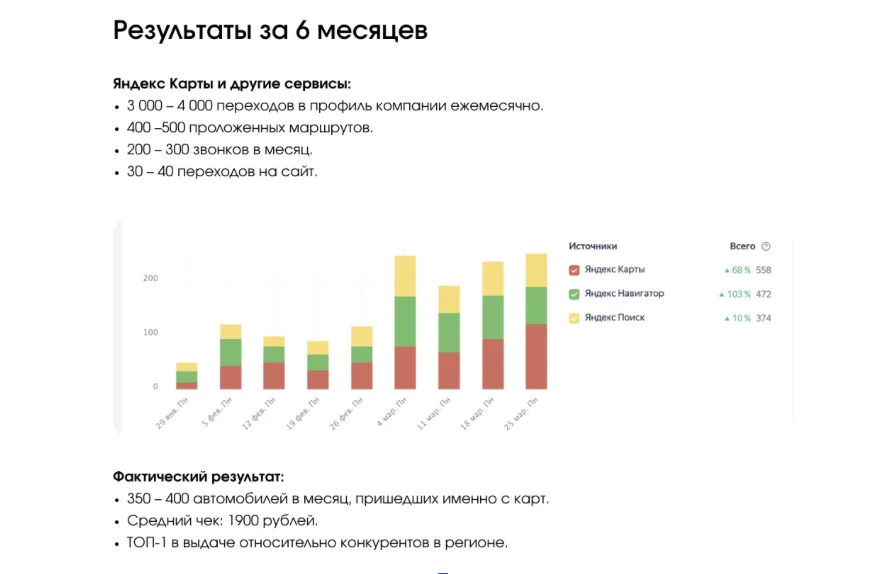 Результаты за 6 месяцев
Яндекс Карты и другие сервисы:
• 3 000 – 4 000 переходов в профиль компании ежемесячно.
• 400 –500 проложенных маршрутов.
• 200 – 300 звонков в месяц.
• 30 – 40 переходов на сайт.
Источники Всего ?
Яндекс Карты ▲ 68 % 558
Яндекс Навигатор ▲ 103 % 472
Яндекс Поиск ▲ 10 % 374
200
100
0
29 янв. Пн
5 фев. Пн
12 фев. Пн
19 фев. Пн
26 фев. Пн
4 мар. Пн
11 мар. Пн
18 мар. Пн
25 мар. Пн
Фактический результат:
• 350 – 400 автомобилей в месяц, пришедших именно с карт.
• Средний чек: 1900 рублей.
• ТОП-1 в выдаче относительно конкурентов в регионе.